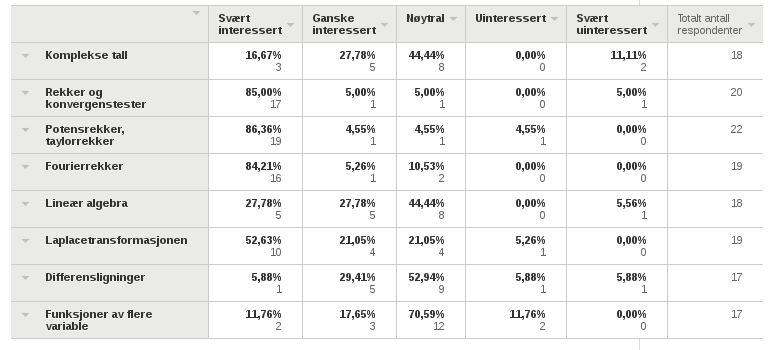 Svært interessert Ganske interessert Nøytral Uinteressert Svært uinteressert Totalt antall respondenter
Komplekse tall 16,67% 27,78% 44,44% 0,00% 11,11% 18
3 5 8 0 2
Rekker og konvergenstester 85,00% 5,00% 5,00% 0,00% 5,00% 20
17 1 1 0 1
Potensrekker, taylorrekker 86,36% 4,55% 4,55% 4,55% 0,00% 22
19 1 1 1 0
Fourierrekker 84,21% 5,26% 10,53% 0,00% 0,00% 19
16 1 2 0 0
Lineær algebra 27,78% 27,78% 44,44% 0,00% 5,56% 18
5 5 8 0 1
Laplacetransformasjonen 52,63% 21,05% 21,05% 5,26% 0,00% 19
10 4 4 1 0
Differensligninger 5,88% 29,41% 52,94% 5,88% 5,88% 17
1 5 9 1 1
Funksjoner av flere variable 11,76% 17,65% 70,59% 11,76% 0,00% 17
2 3 12 2 0